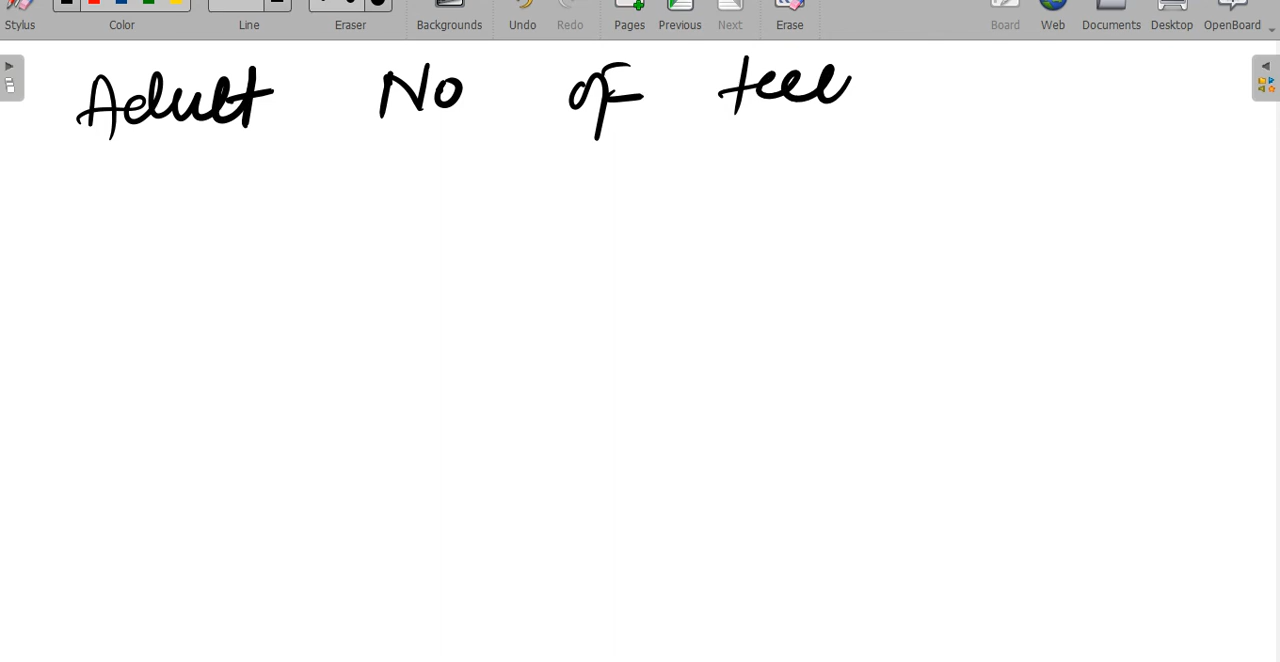 Stylus Color Line Eraser Backgrounds Undo Redo Pages Previous Next Erase Board Web Documents Desktop OpenBoard
Adult No of teee